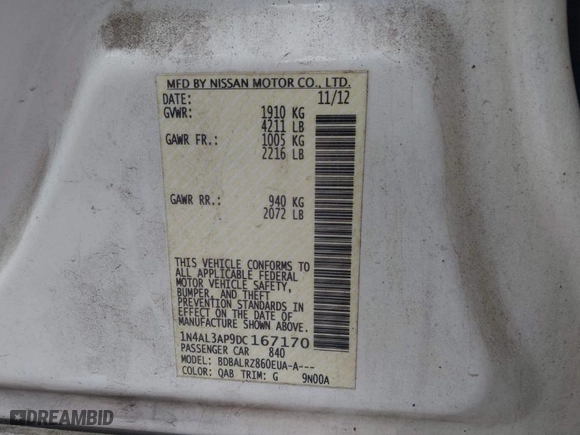 MFD BY NISSAN MOTOR CO., LTD.
DATE: 11/12
GVWR: 1910 KG
4211 LB
GAWR FR.: 1005 KG
2216 LB
GAWR RR.: 940 KG
2072 LB
THIS VEHICLE CONFORMS TO
ALL APPLICABLE FEDERAL
MOTOR VEHICLE SAFETY,
BUMPER, AND THEFT
PREVENTION STANDARDS IN
EFFECT ON THE DATE OF
MANUFACTURE SHOWN ABOVE.
1N4AL3AP9DC167170
PASSENGER CAR 840
MODEL: BDBALRZ860EUA-A---
COLOR: QAB TRIM: G 9N00A
DREAMBID